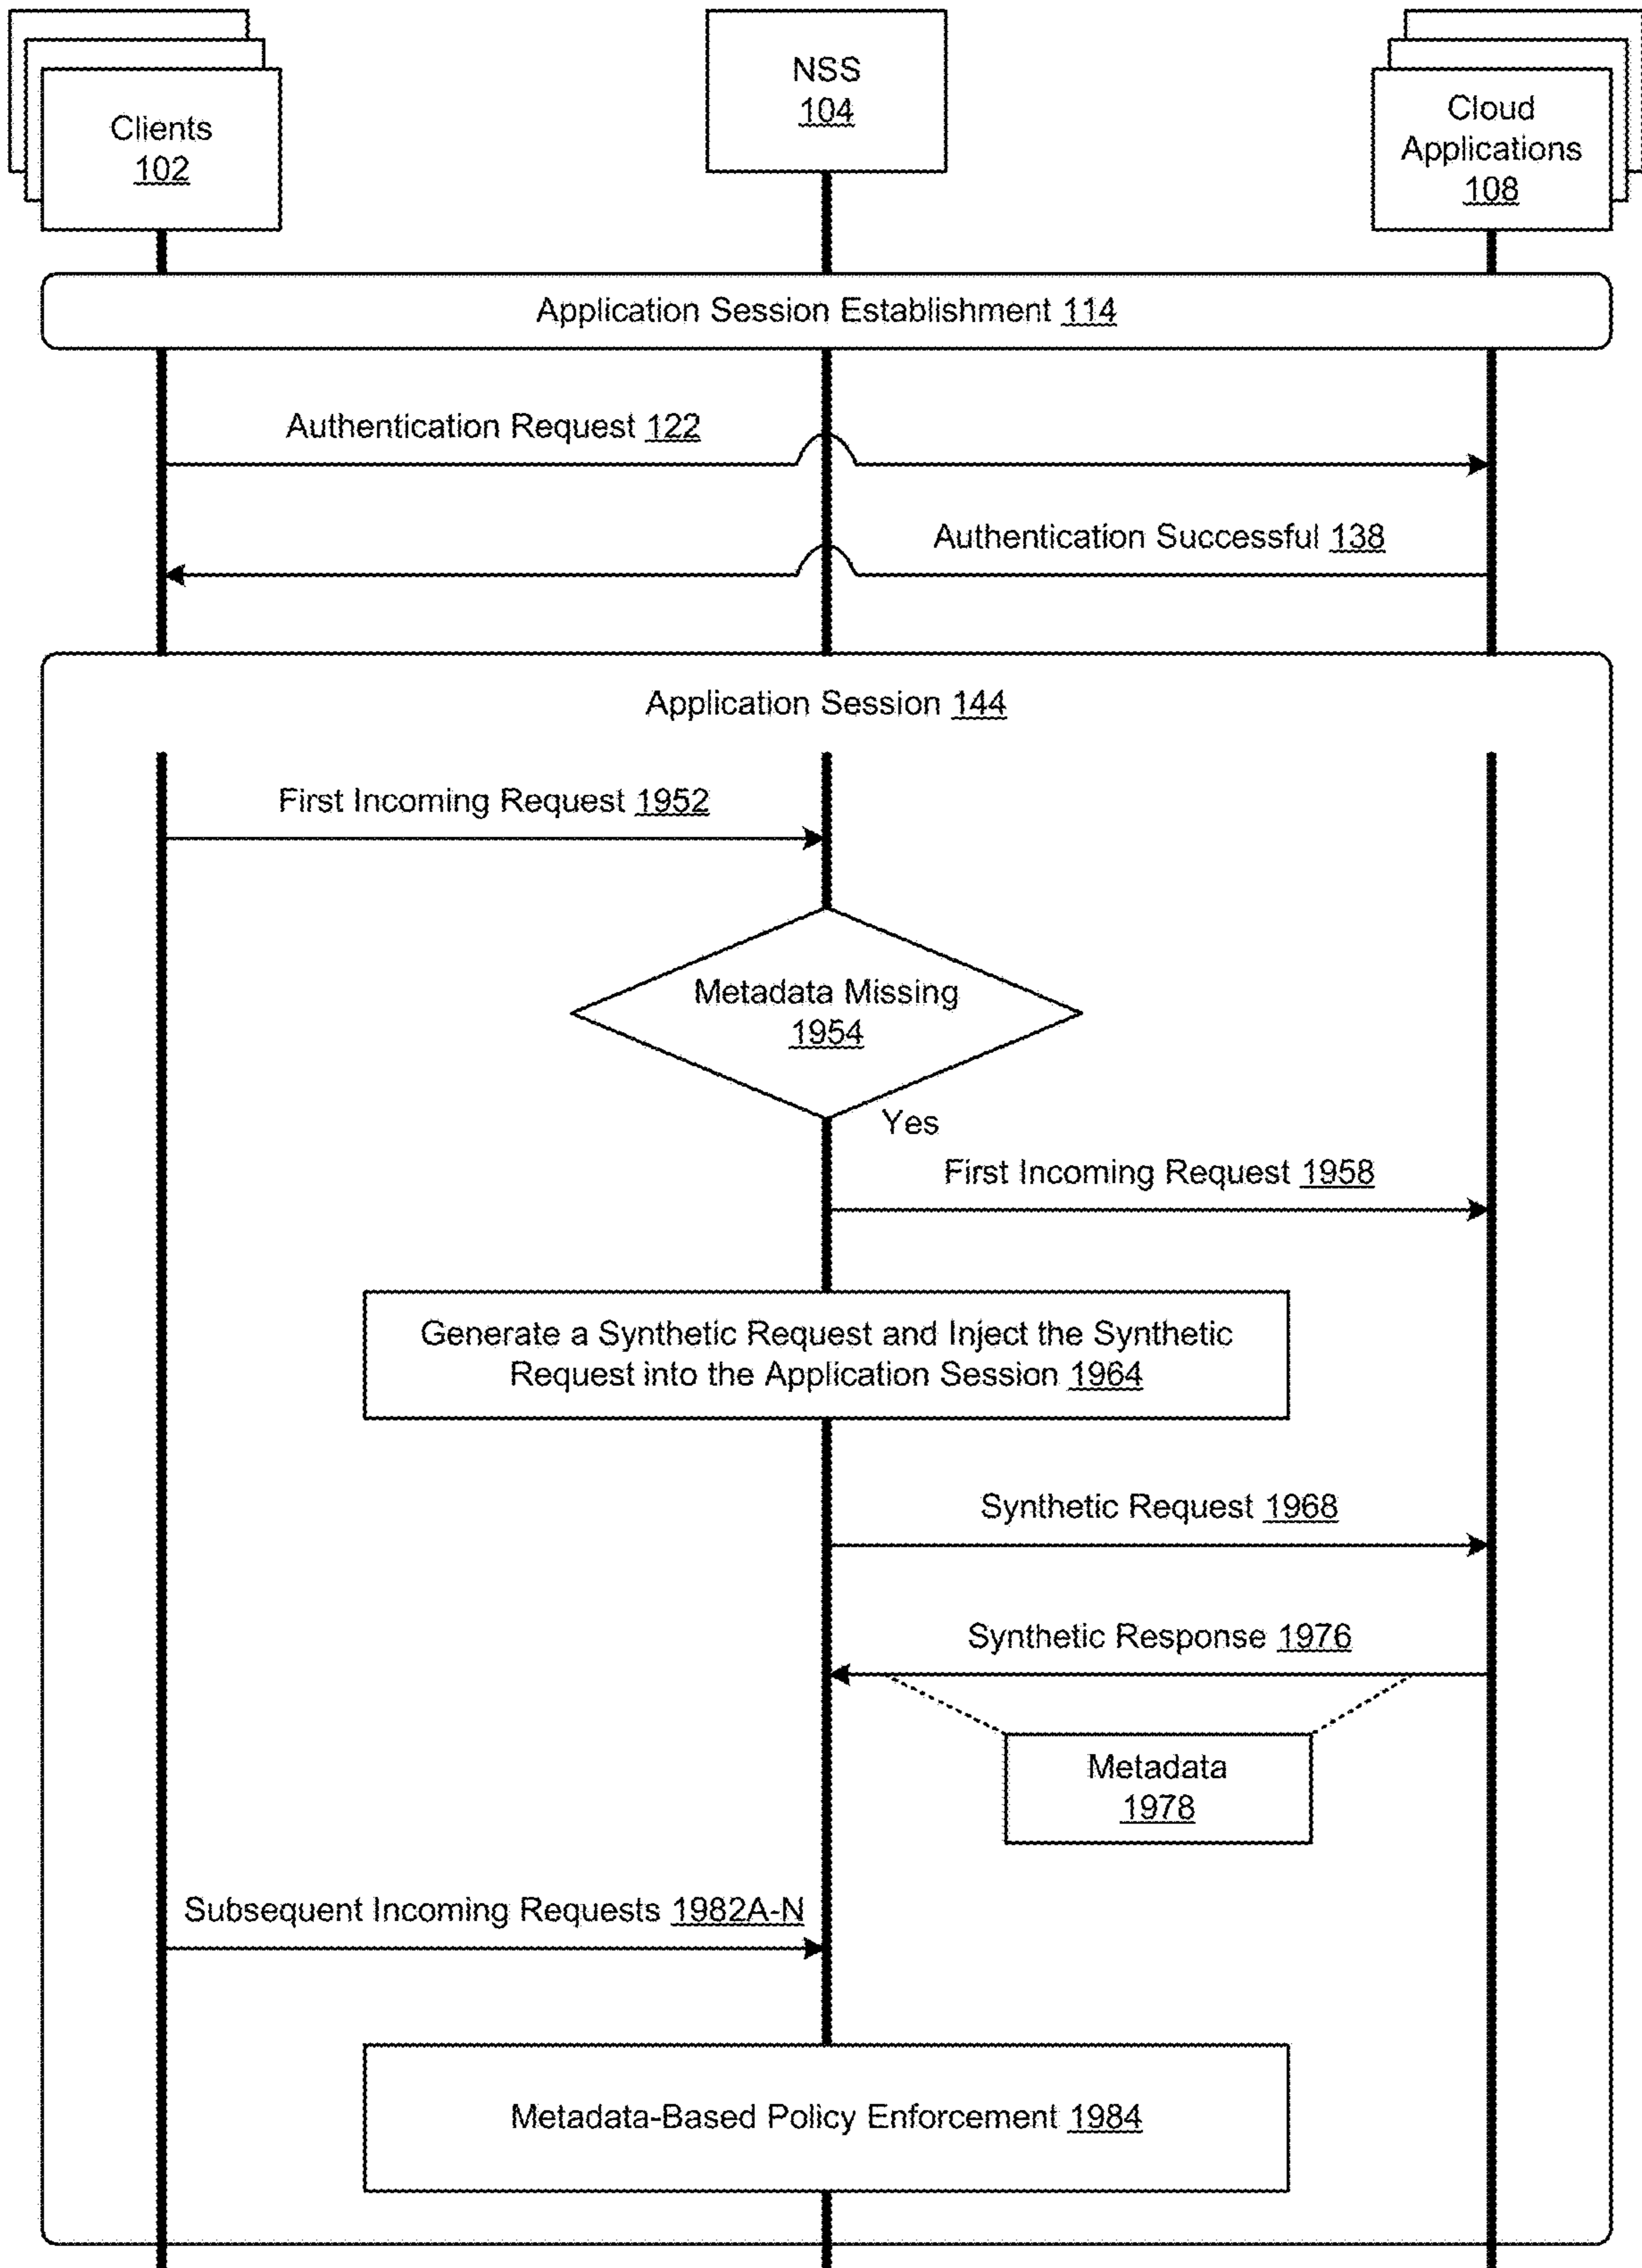 Clients
102
NSS
104
Cloud
Applications
108
Application Session Establishment 114
Authentication Request 122
Authentication Successful 138
Application Session 144
First Incoming Request 1952
Metadata Missing
1954
Yes
First Incoming Request 1958
Generate a Synthetic Request and Inject the Synthetic
Request into the Application Session 1964
Synthetic Request 1968
Synthetic Response 1976
Metadata
1978
Subsequent Incoming Requests 1982A-N
Metadata-Based Policy Enforcement 1984